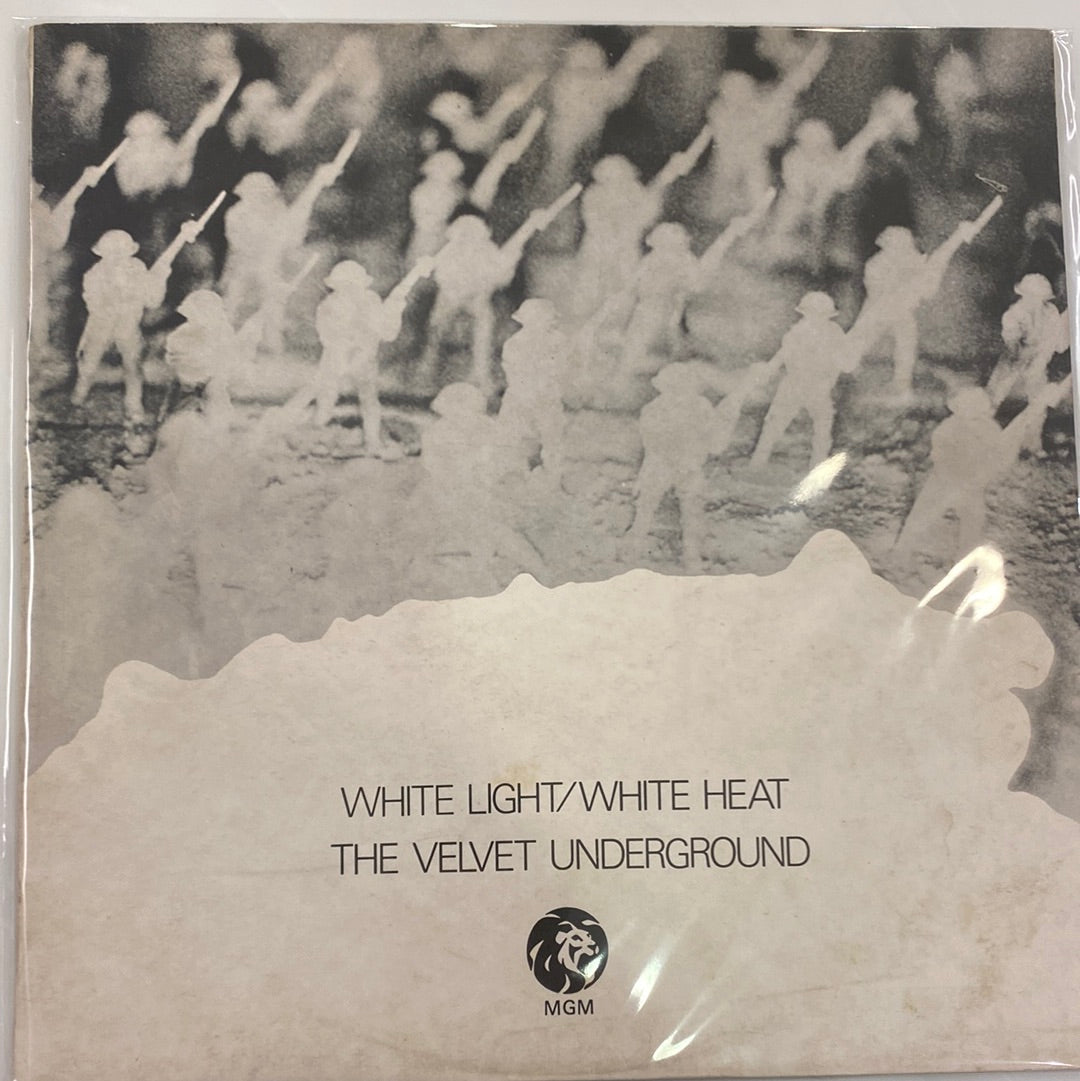 WHITE LIGHT/WHITE HEAT
THE VELVET UNDERGROUND
MGM